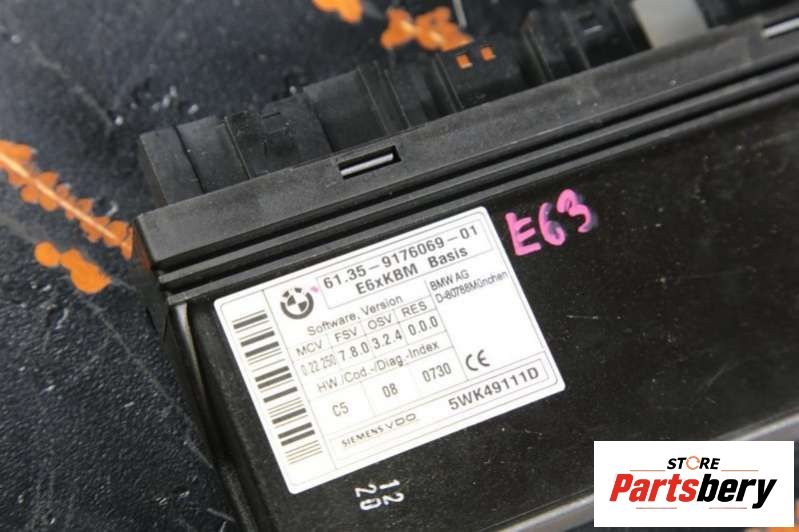 61.35-9176069-01
E6xKBM Basis
Software, Version
MCV FSV OSV RES
0.22.250 7.8.0 3.2.4 0.0.0
HW./Cod.-/Diag.-Index
C5 08 0730
BMW AG
D-80788München
CE
SIEMENS VDO 5WK49111D
E63
12
20
STORE
Partsbery